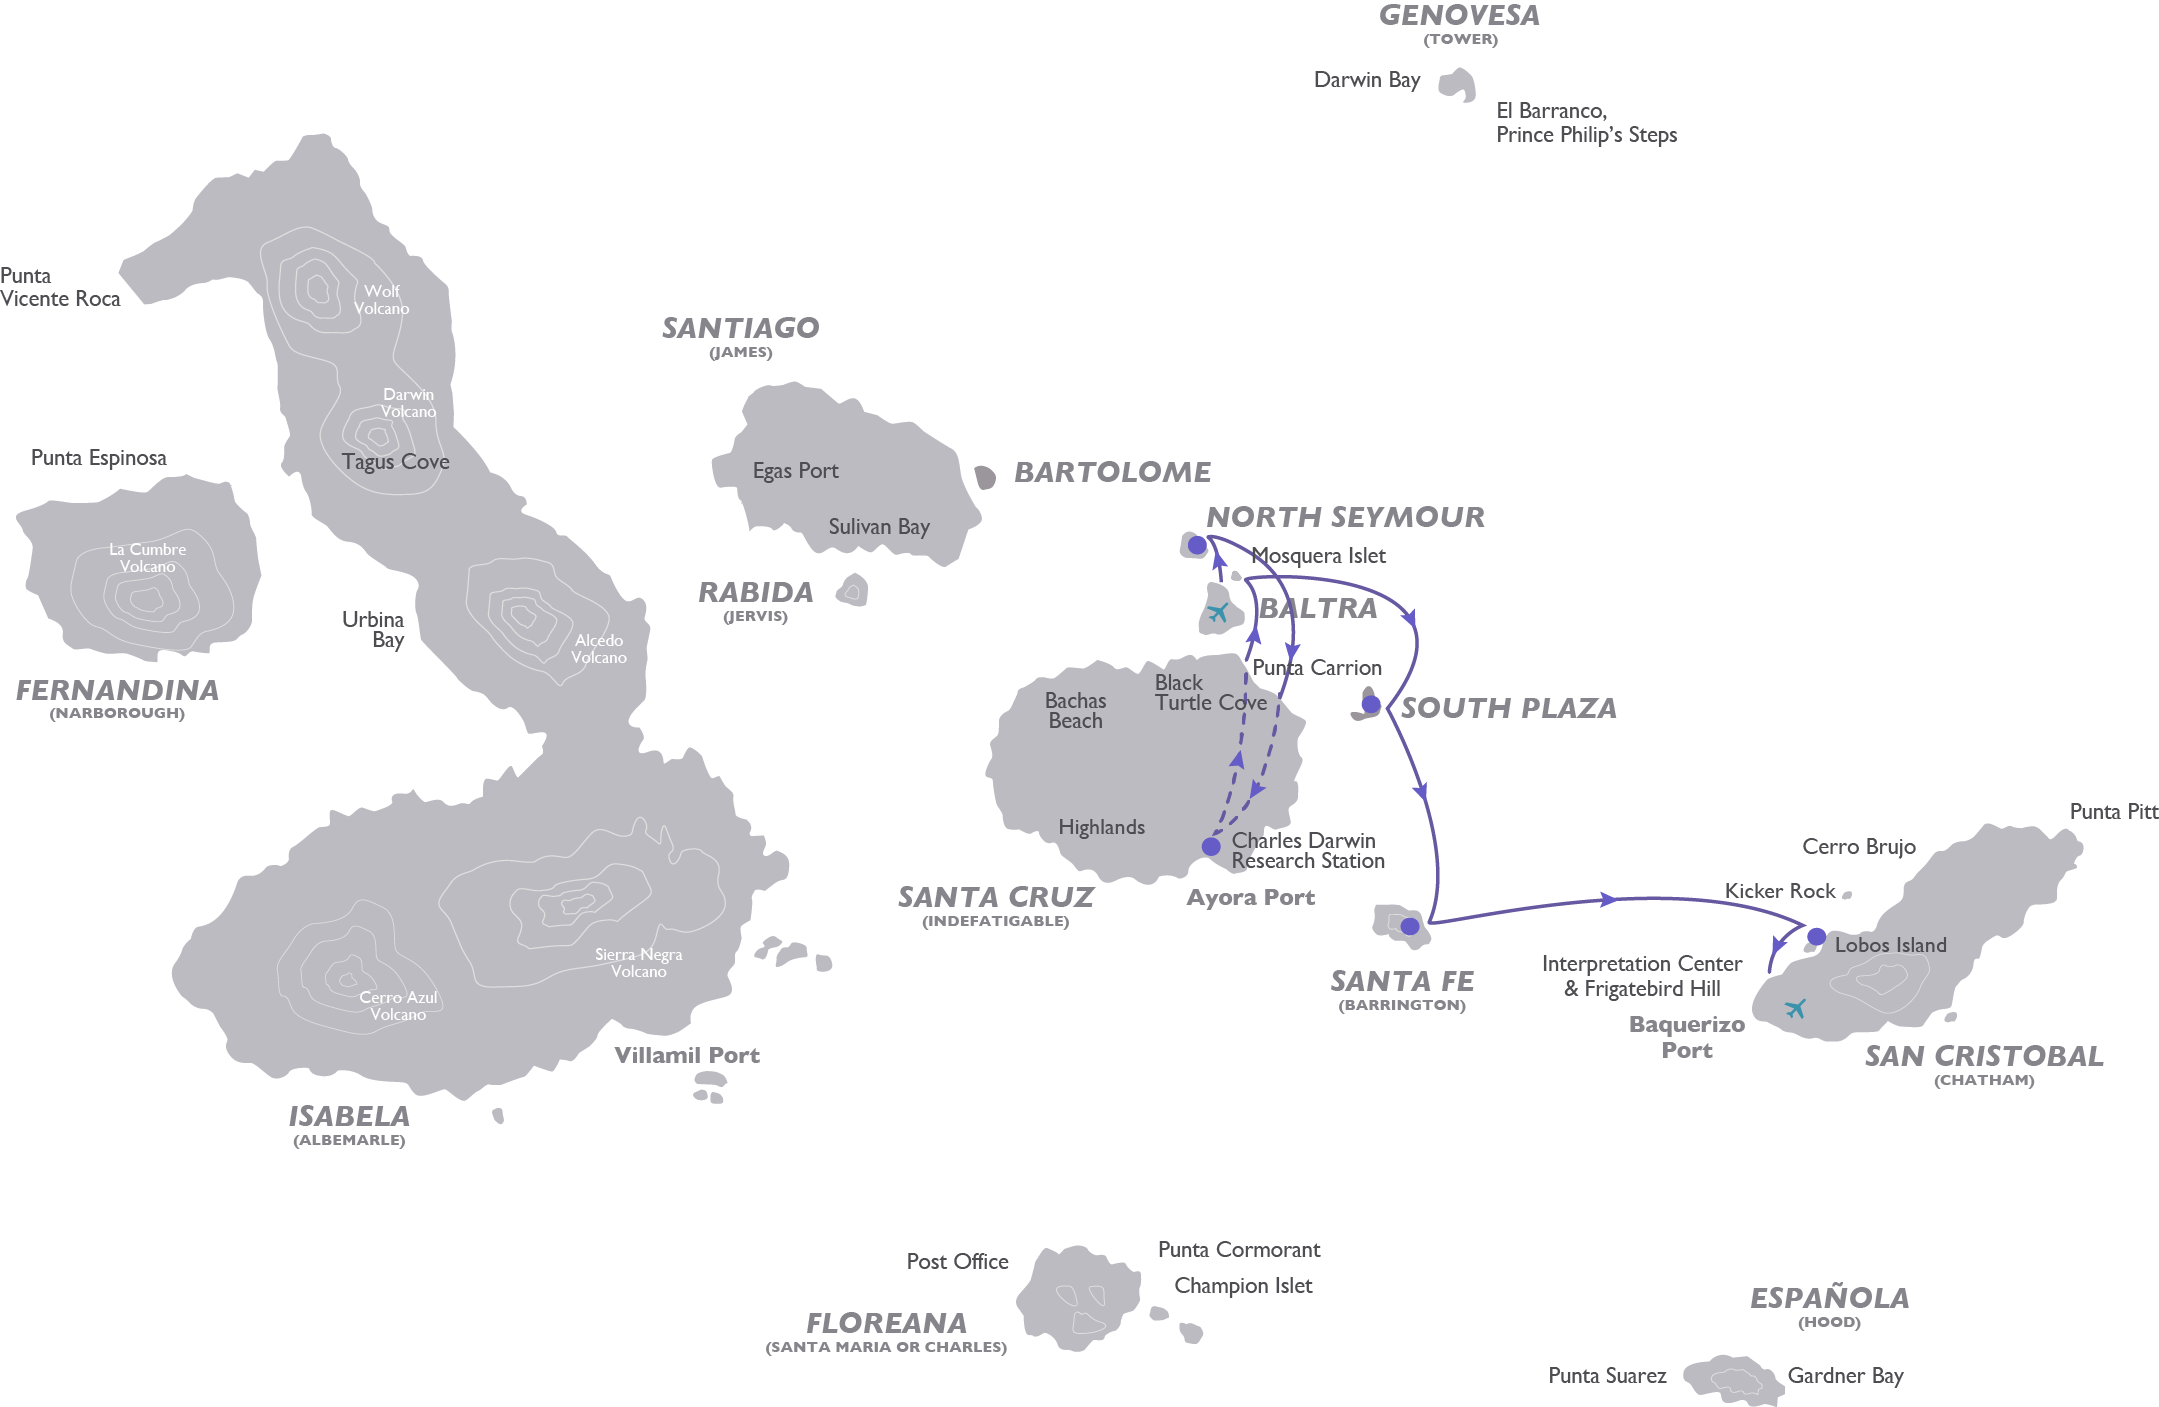 GENOVESA
(TOWER)
Darwin Bay
El Barranco,
Prince Philip's Steps
Punta
Vicente Roca
Wolf
Volcano
SANTIAGO
(JAMES)
Darwin
Volcano
Tagus Cove
Punta Espinosa
Egas Port
BARTOLOME
Sulivan Bay
NORTH SEYMOUR
Mosquera Islet
La Cumbre
Volcano
RABIDA
(JERVIS)
BALTRA
Urbina
Bay
Alcedo
Volcano
Punta Carrion
FERNANDINA
(NARBOROUGH)
Bachas
Beach
Black
Turtle Cove
SOUTH PLAZA
Highlands
Charles Darwin
Research Station
Punta Pitt
Cerro Brujo
Kicker Rock
SANTA CRUZ
(INDEFATIGABLE)
Ayora Port
Lobos Island
Sierra Negra
Volcano
Interpretation Center
& Frigatebird Hill
SANTA FE
(BARRINGTON)
Cerro Azul
Volcano
Baquerizo
Port
Villamil Port
SAN CRISTOBAL
(CHATHAM)
ISABELA
(ALBEMARLE)
Post Office
Punta Cormorant
Champion Islet
FLOREANA
(SANTA MARIA OR CHARLES)
ESPAÑOLA
(HOOD)
Punta Suarez
Gardner Bay